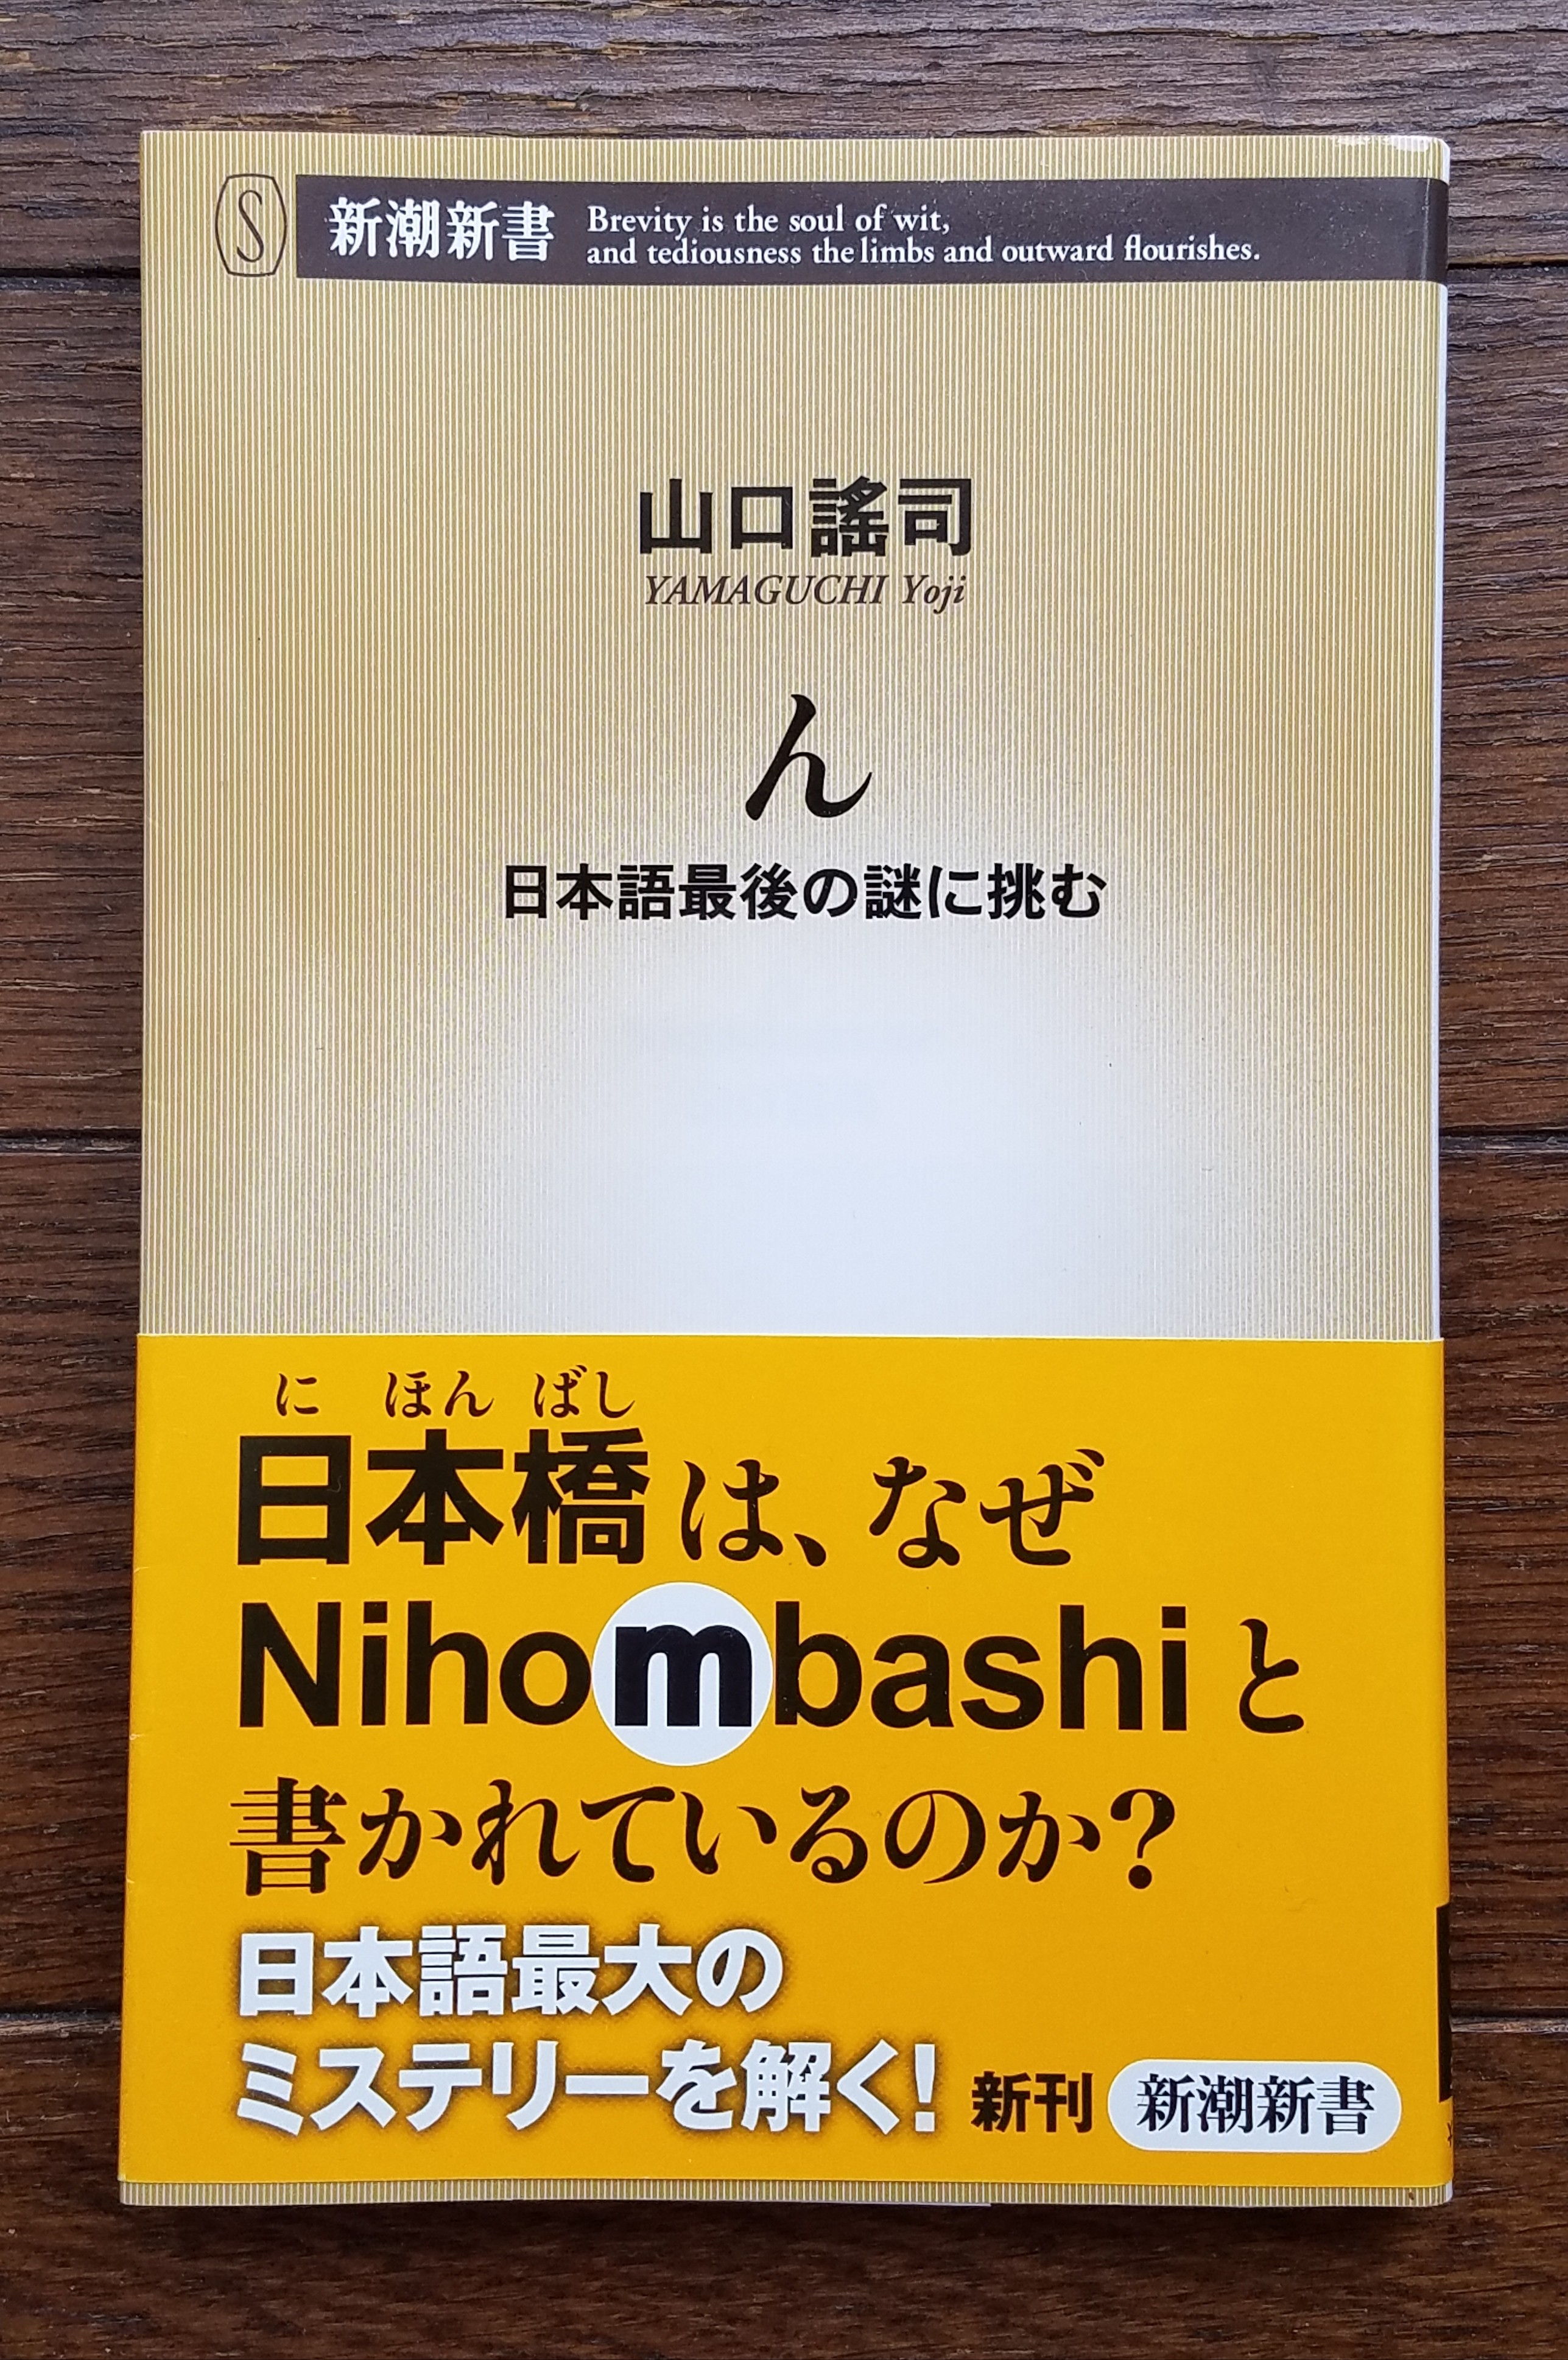 S
新潮新書
Brevity is the soul of wit,
and tediousness the limbs and outward flourishes.
山口謠司
YAMAGUCHI Yoji
ん
日本語最後の謎に挑む
に ほん ばし
日本橋は、なぜ
Nihombashiと
書かれているのか?
日本語最大の
ミステリーを解く!
新刊 新潮新書